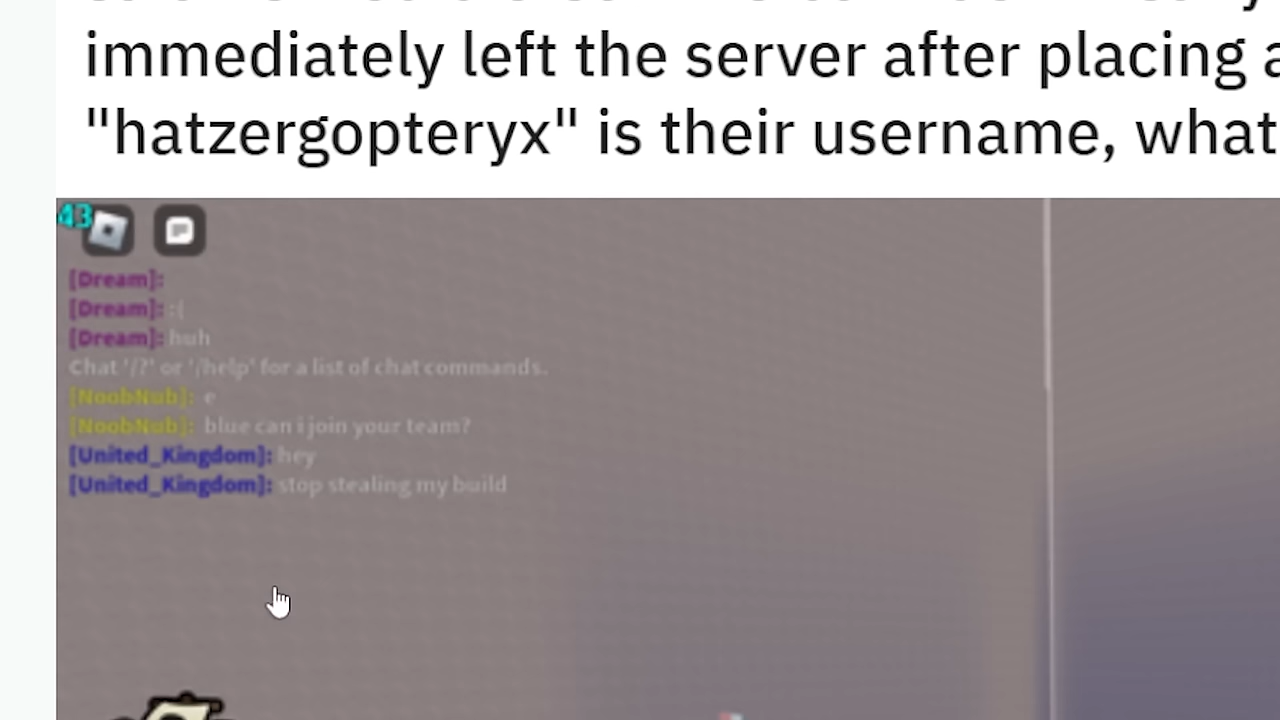 immediately left the server after placing a
"hatzergopteryx" is their username, what
43
[Dream]:
[Dream]: :(
[Dream]: huh
Chat '/?' or '/help' for a list of chat commands.
[NoobNub]: e
[NoobNub]: blue can i join your team?
[United_Kingdom]: hey
[United_Kingdom]: stop stealing my build